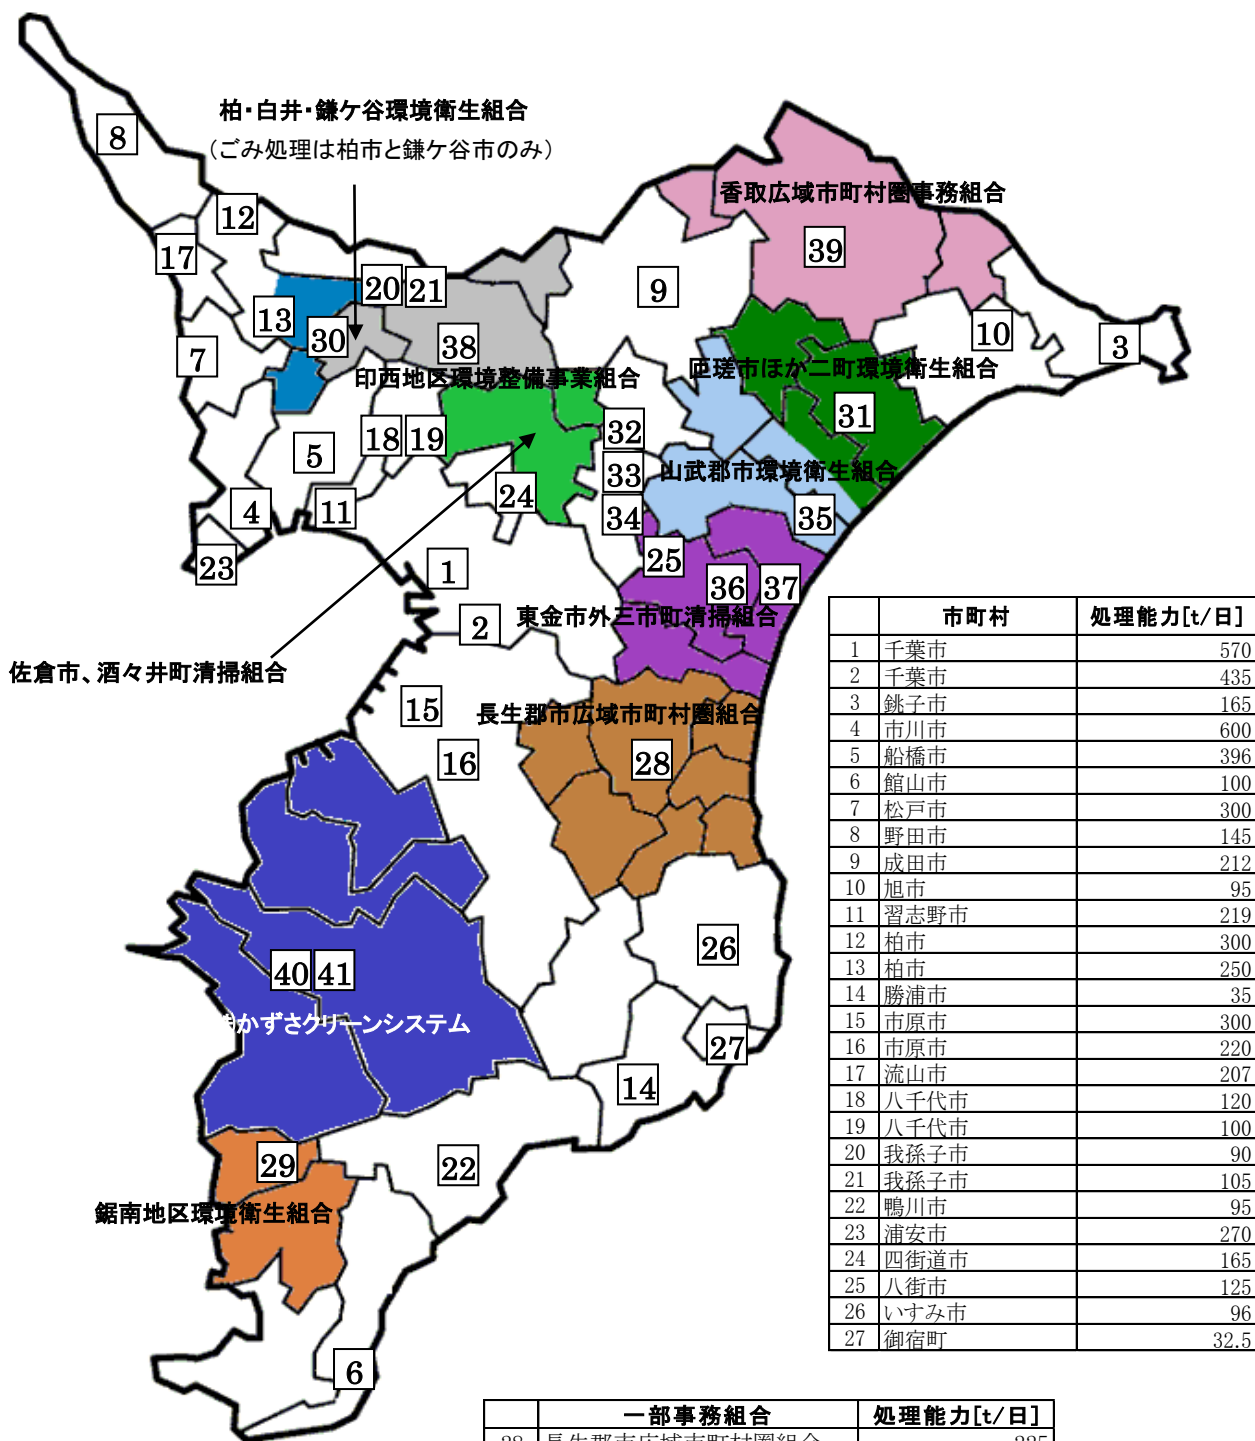 柏・白井・鎌ケ谷環境衛生組合
（ごみ処理は柏市と鎌ケ谷市のみ）
8
12
17
香取広域市町村圏事務組合
39
20
21
9
13
30
38
10
3
7
印西地区環境整備事業組合
匝瑳市ほか二町環境衛生組合
31
5
18
19
32
33
山武郡市環境衛生組合
4
11
24
34
35
23
1
25
36
37
2
東金市外三市町清掃組合
佐倉市、酒々井町清掃組合
15
長生郡市広域市町村圏組合
16
28
26
40
41
かずさクリーンシステム
27
14
29
22
鋸南地区環境衛生組合
6
市町村 処理能力[t/日]
1 千葉市 570
2 千葉市 435
3 銚子市 165
4 市川市 600
5 船橋市 396
6 館山市 100
7 松戸市 300
8 野田市 145
9 成田市 212
10 旭市 95
11 習志野市 219
12 柏市 300
13 柏市 250
14 勝浦市 35
15 市原市 300
16 市原市 220
17 流山市 207
18 八千代市 120
19 八千代市 100
20 我孫子市 90
21 我孫子市 105
22 鴨川市 95
23 浦安市 270
24 四街道市 165
25 八街市 125
26 いすみ市 96
27 御宿町 32.5
一部事務組合 処理能力[t/日]
28 長生郡市広域市町村圏組合 225